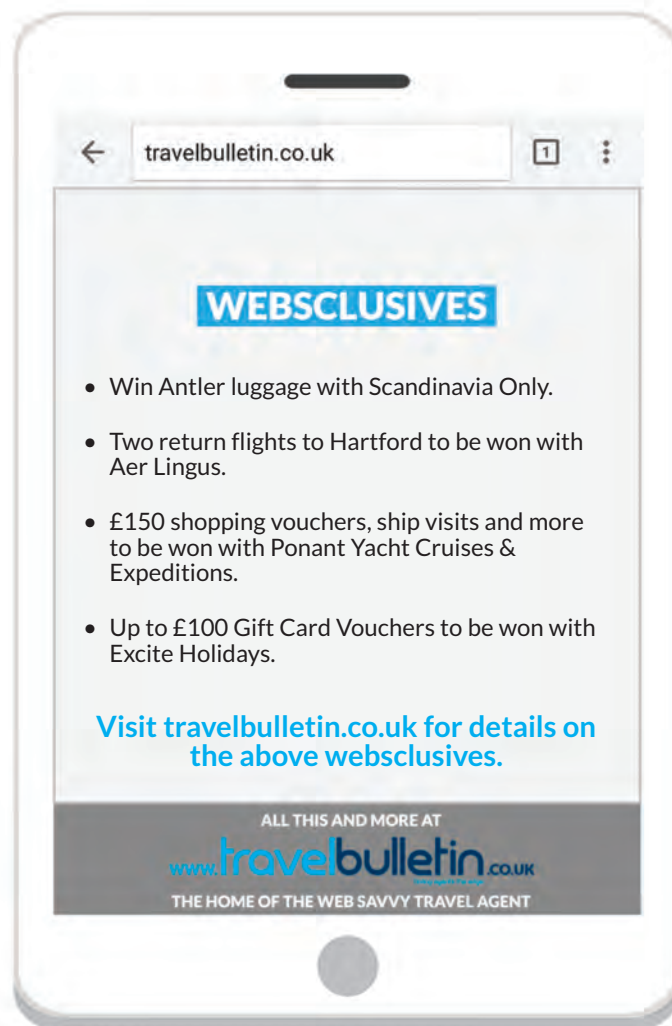 travelbulletin.co.uk
1
WEBSCLUSIVES
• Win Antler luggage with Scandinavia Only.
• Two return flights to Hartford to be won with
Aer Lingus.
• £150 shopping vouchers, ship visits and more
to be won with Ponant Yacht Cruises &
Expeditions.
• Up to £100 Gift Card Vouchers to be won with
Excite Holidays.
Visit travelbulletin.co.uk for details on
the above websclusives.
ALL THIS AND MORE AT
www.travelbulletin.co.uk
THE HOME OF THE WEB SAVVY TRAVEL AGENT